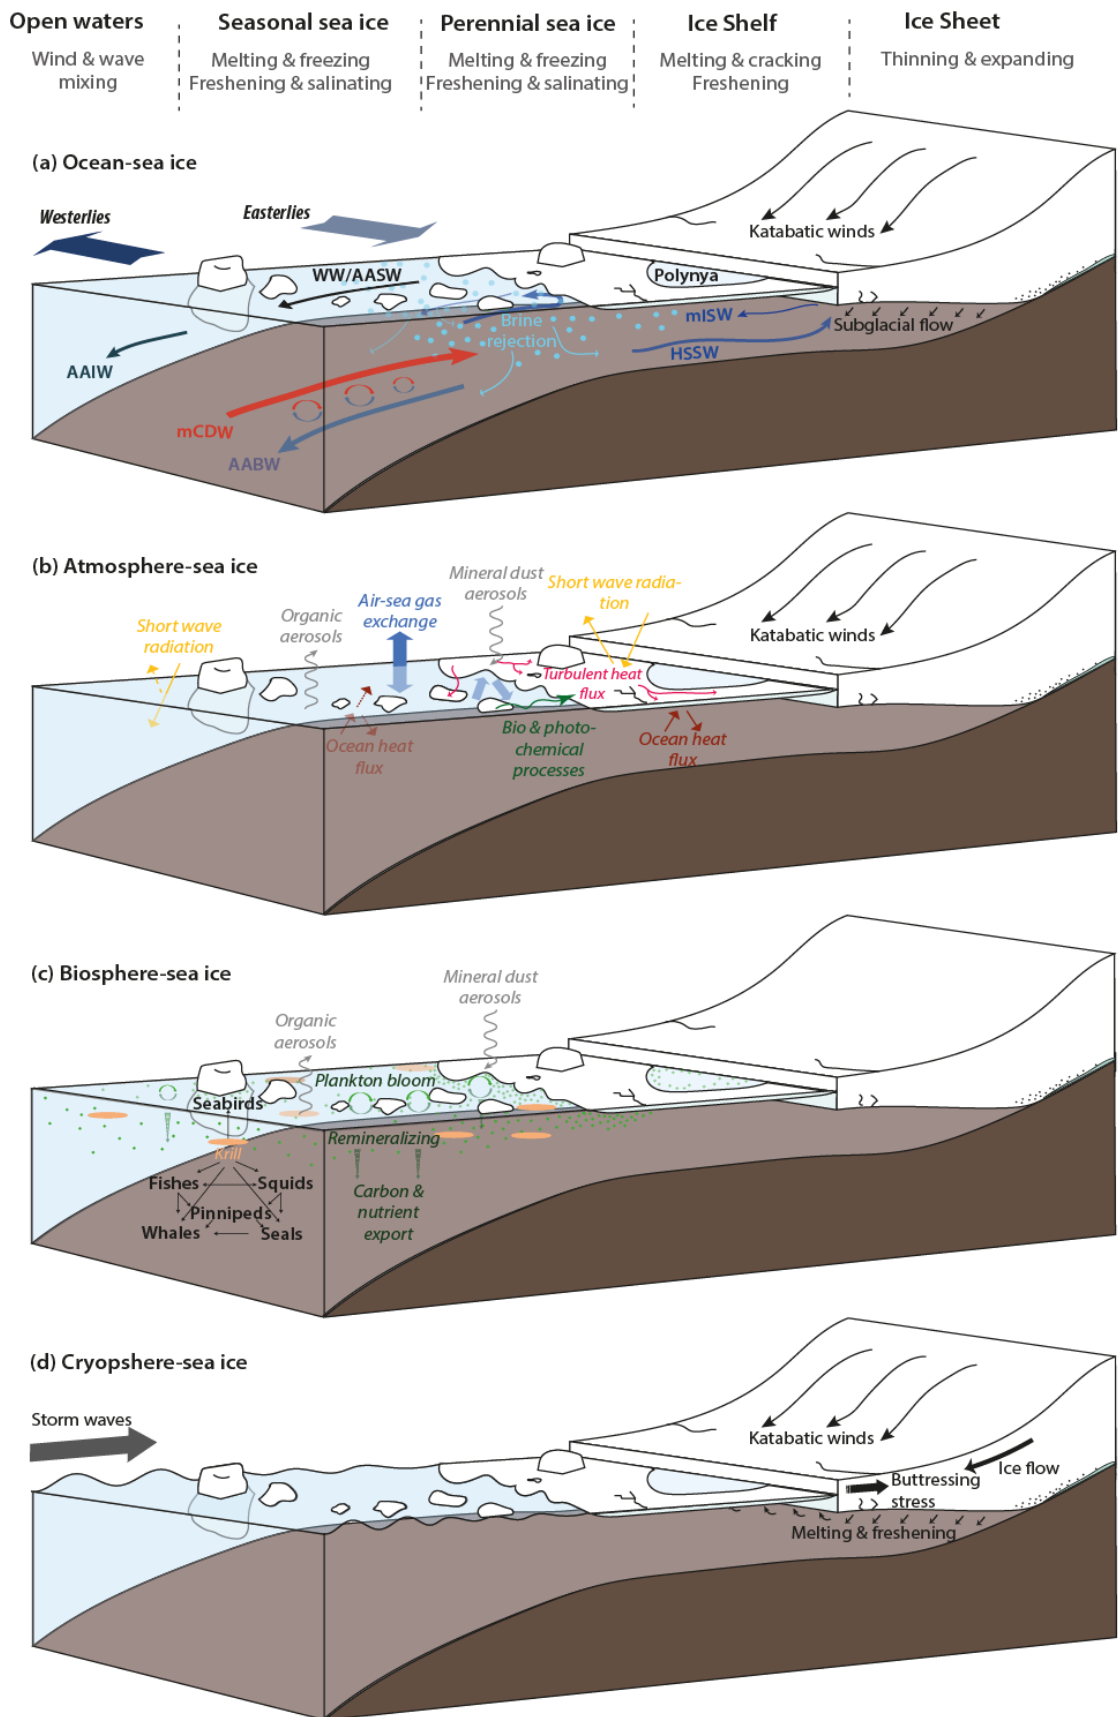 Open waters
Seasonal sea ice
Perennial sea ice
Ice Shelf
Ice Sheet
Wind & wave
mixing
Melting & freezing
Freshening & salinating
Melting & freezing
Freshening & salinating
Melting & cracking
Freshening
Thinning & expanding
(a) Ocean-sea ice
Westerlies
Easterlies
Katabatic winds
WW/AASW
Polynya
mISW
Brine
rejection
Subglacial flow
HSSW
AAIW
mCDW
AABW
(b) Atmosphere-sea ice
Mineral dust
aerosols
Short wave radia-
tion
Air-sea gas
exchange
Organic
aerosols
Short wave
radiation
Katabatic winds
Turbulent heat
flux
Bio & photo-
chemical
processes
Ocean heat
flux
Ocean heat
flux
(c) Biosphere-sea ice
Mineral dust
aerosols
Organic
aerosols
Plankton bloom
Seabirds
Remineralizing
Krill
Fishes
Squids
Pinnipeds
Whales
Seals
Carbon &
nutrient
export
(d) Cryopshere-sea ice
Storm waves
Katabatic winds
Ice flow
Buttressing
stress
Melting & freshening